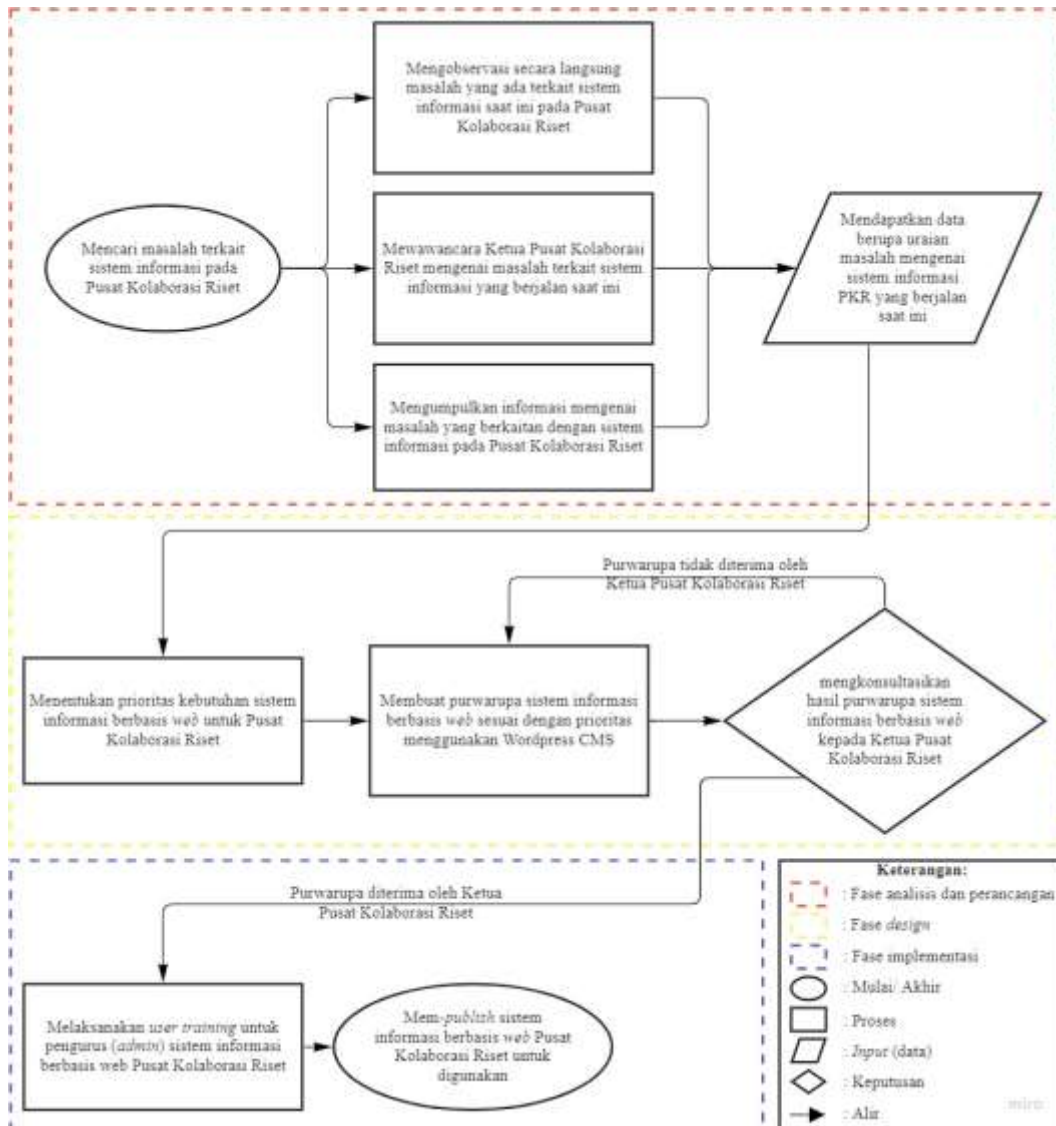 Mengobservasi secara langsung
masalah yang ada terkait sistem
informasi saat ini pada Pusat
Kolaborasi Riset
Mencari masalah terkait
sistem informasi pada
Pusat Kolaborasi Riset
Mewawancara Ketua Pusat Kolaborasi
Riset mengenai masalah terkait sistem
informasi yang berjalan saat ini
Mendapatkan data
berupa uraian
masalah mengenai
sistem informasi
PKR yang berjalan
saat ini
Mengumpulkan informasi mengenai
masalah yang berkaitan dengan sistem
informasi pada Pusat Kolaborasi Riset
Purwarupa tidak diterima oleh
Ketua Pusat Kolaborasi Riset
Menentukan prioritas kebutuhan sistem
informasi berbasis web untuk Pusat
Kolaborasi Riset
Membuat purwarupa sistem informasi
berbasis web sesuai dengan prioritas
menggunakan Wordpress CMS
mengkonsultasikan
hasil purwarupa sistem
informasi berbasis web
kepada Ketua Pusat
Kolaborasi Riset
Purwarupa diterima oleh Ketua
Pusat Kolaborasi Riset
Melaksanakan user training untuk
pengurus (admin) sistem informasi
berbasis web Pusat Kolaborasi Riset
Mem-publish sistem
informasi berbasis web Pusat
Kolaborasi Riset untuk
digunakan
Keterangan:
: Fase analisis dan perancangan
: Fase design
: Fase implementasi
: Mulai/ Akhir
: Proses
: Input (data)
: Keputusan
: Alir
miro